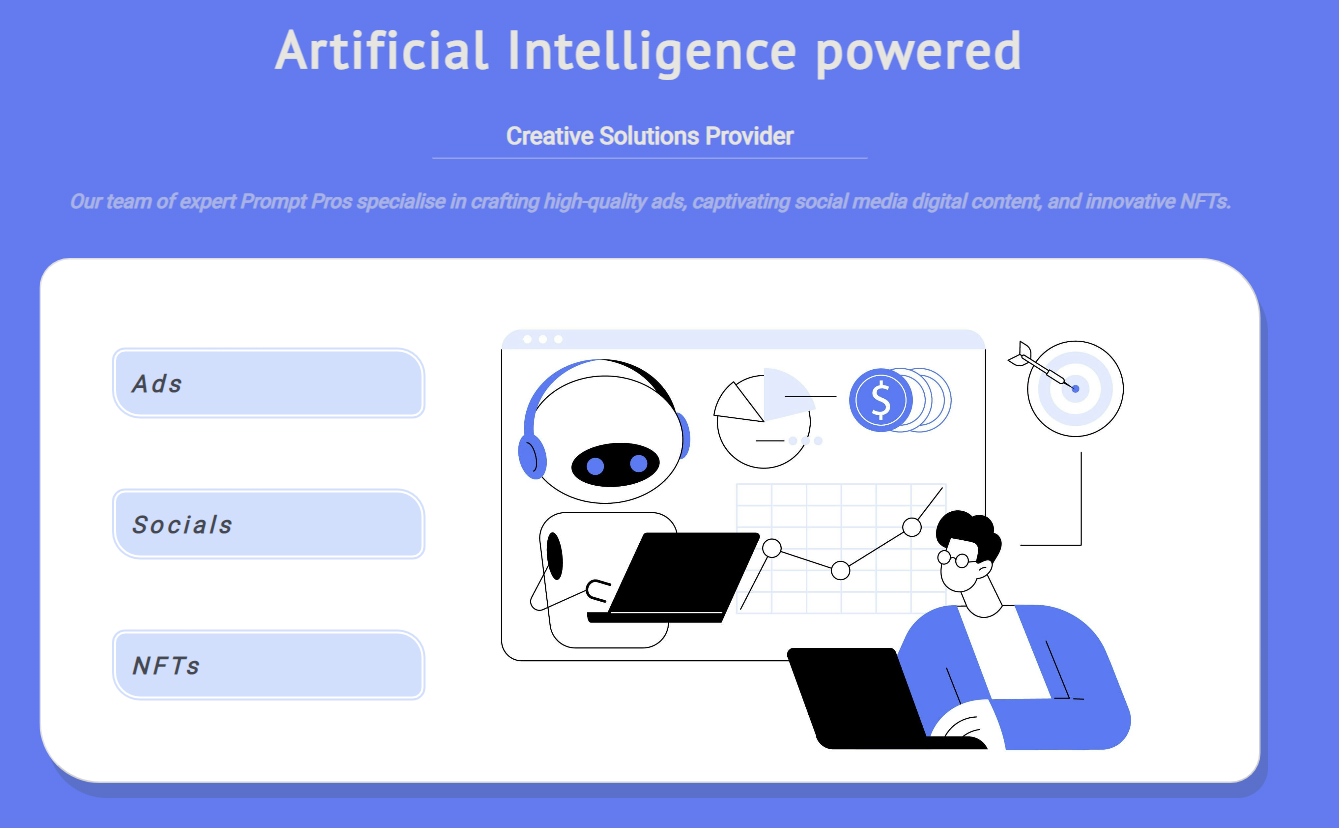 Artificial Intelligence powered
Creative Solutions Provider
Our team of expert Prompt Pros specialise in crafting high-quality ads, captivating social media digital content, and innovative NFTs.
Ads
Socials
NFTs
$